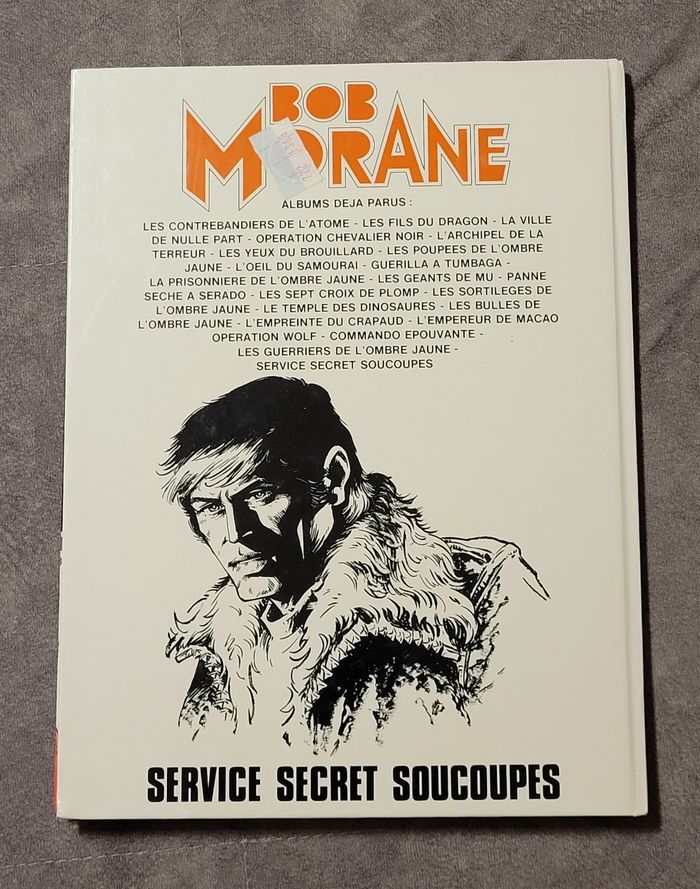 BOB
MORANE
ALBUMS DEJA PARUS :
LES CONTREBANDIERS DE L'ATOME - LES FILS DU DRAGON - LA VILLE
DE NULLE PART - OPERATION CHEVALIER NOIR - L'ARCHIPEL DE LA
TERREUR - LES YEUX DU BROUILLARD - LES POUPEES DE L'OMBRE
JAUNE - L'OEIL DU SAMOURAI - GUERILLA A TUMBAGA -
LA PRISONNIERE DE L'OMBRE JAUNE - LES GEANTS DE MU - PANNE
SECHE A SERADO - LES SEPT CROIX DE PLOMP - LES SORTILEGES DE
L'OMBRE JAUNE - LE TEMPLE DES DINOSAURES - LES BULLES DE
L'OMBRE JAUNE - L'EMPREINTE DU CRAPAUD - L'EMPEREUR DE MACAO
OPERATION WOLF - COMMANDO EPOUVANTE -
LES GUERRIERS DE L'OMBRE JAUNE -
SERVICE SECRET SOUCOUPES
SERVICE SECRET SOUCOUPES